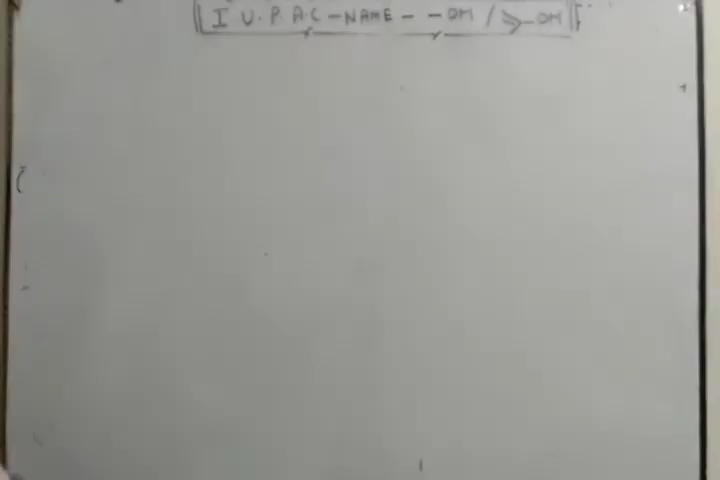 I U.P.A.C - NAME - -OH / ⩾-OH